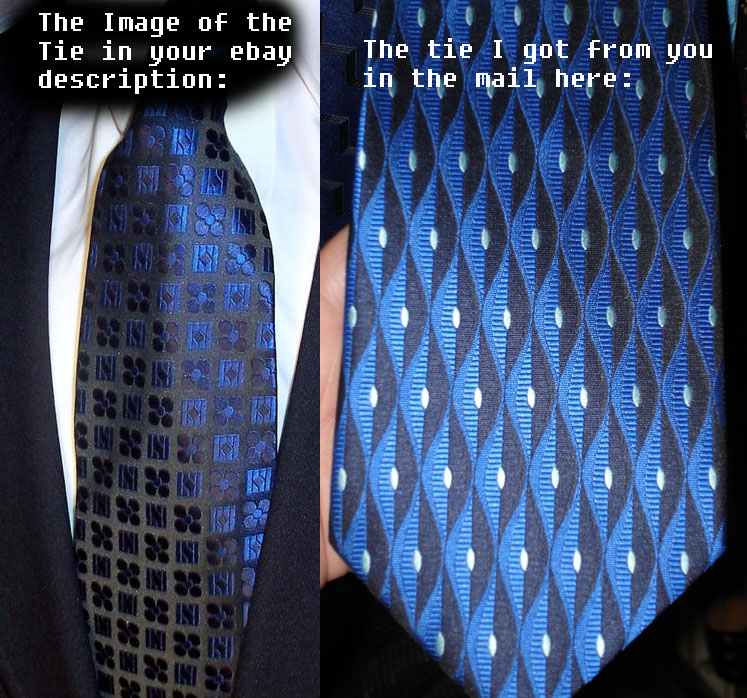 The Image of the
Tie in your ebay
description:
The tie I got from you
in the mail here: